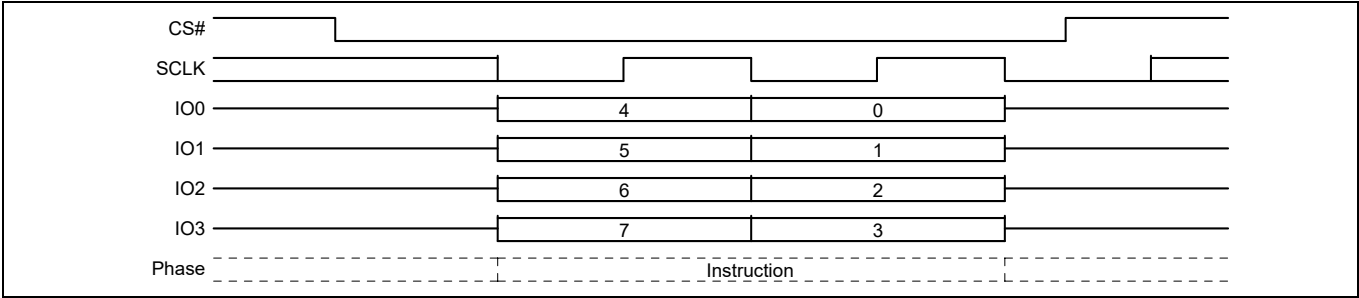 CS#
SCLK
IO0 4 0
IO1 5 1
IO2 6 2
IO3 7 3
Phase Instruction